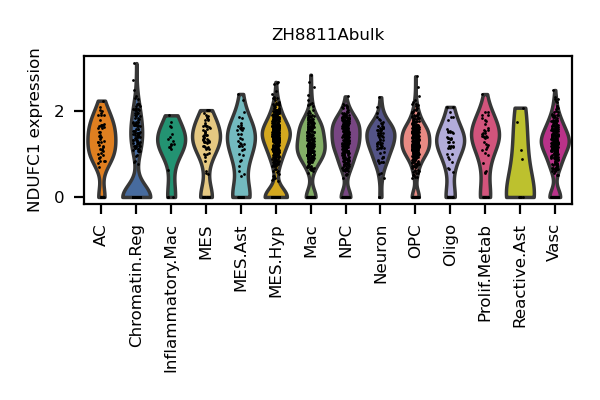 ZH8811Abulk
NDUFC1 expression
2
0
AC
Chromatin.Reg
Inflammatory.Mac
MES
MES.Ast
MES.Hyp
Mac
NPC
Neuron
OPC
Oligo
Prolif.Metab
Reactive.Ast
Vasc